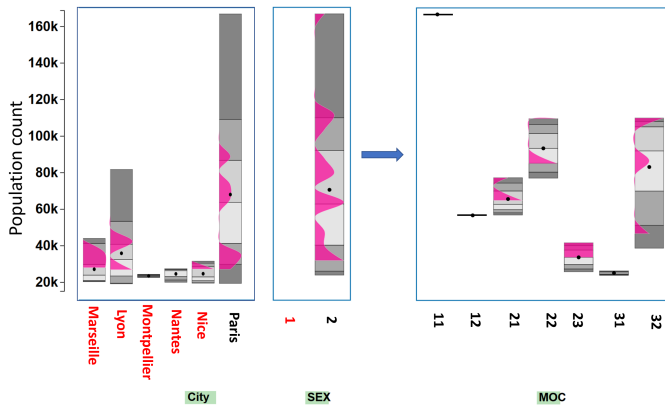 Population count
160k
140k
120k
100k
80k
60k
40k
20k
Marseille
Lyon
Montpellier
Nantes
Nice
Paris
1
2
11
12
21
22
23
31
32
City
SEX
MOC